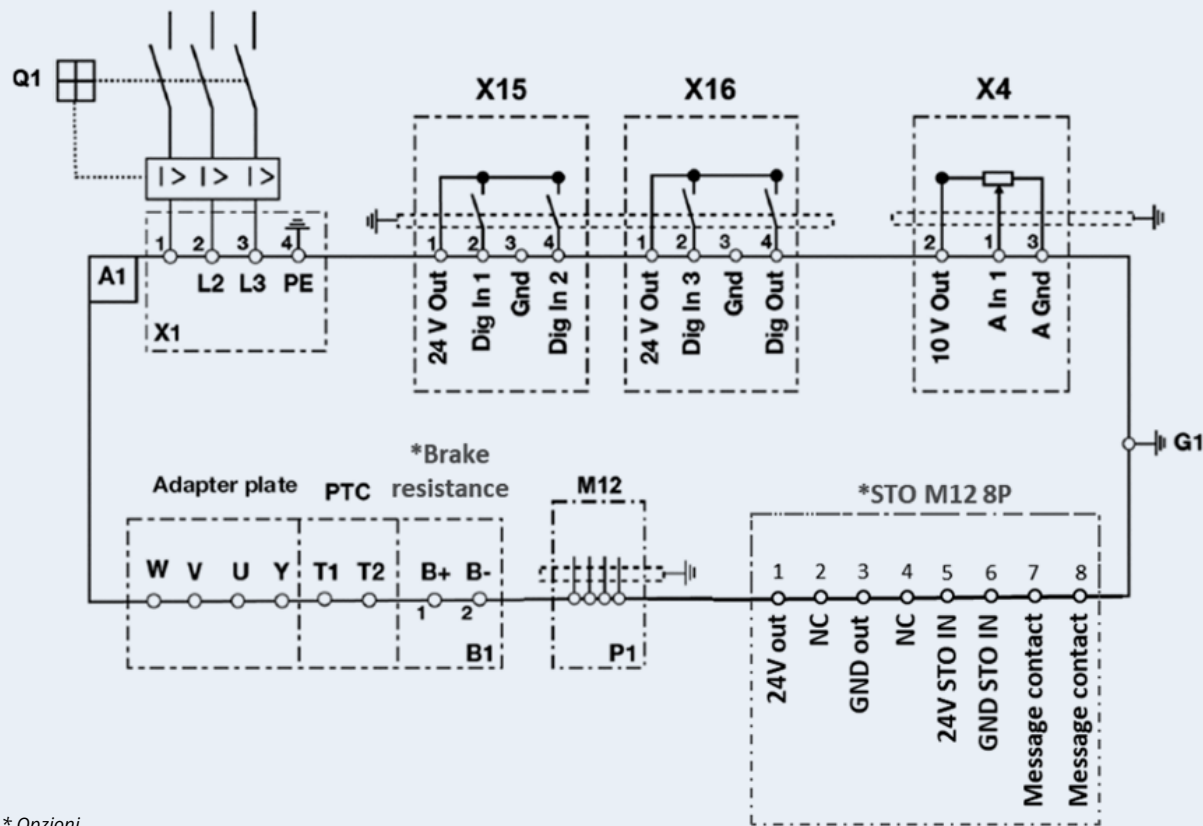 Q1
I> I> I>
1 2 3 4
L2 L3 PE
X1
A1
X15
1 2 3 4
24 V Out
Dig In 1
Gnd
Dig In 2
X16
1 2 3 4
24 V Out
Dig In 3
Gnd
Dig Out
X4
2 1 3
10 V Out
A In 1
A Gnd
G1
Adapter plate
W V U Y
PTC
T1 T2
*Brake
resistance
B+ B-
1 2
B1
M12
P1
*STO M12 8P
1 2 3 4 5 6 7 8
24V out
NC
GND out
NC
24V STO IN
GND STO IN
Message contact
Message contact
* Opzioni